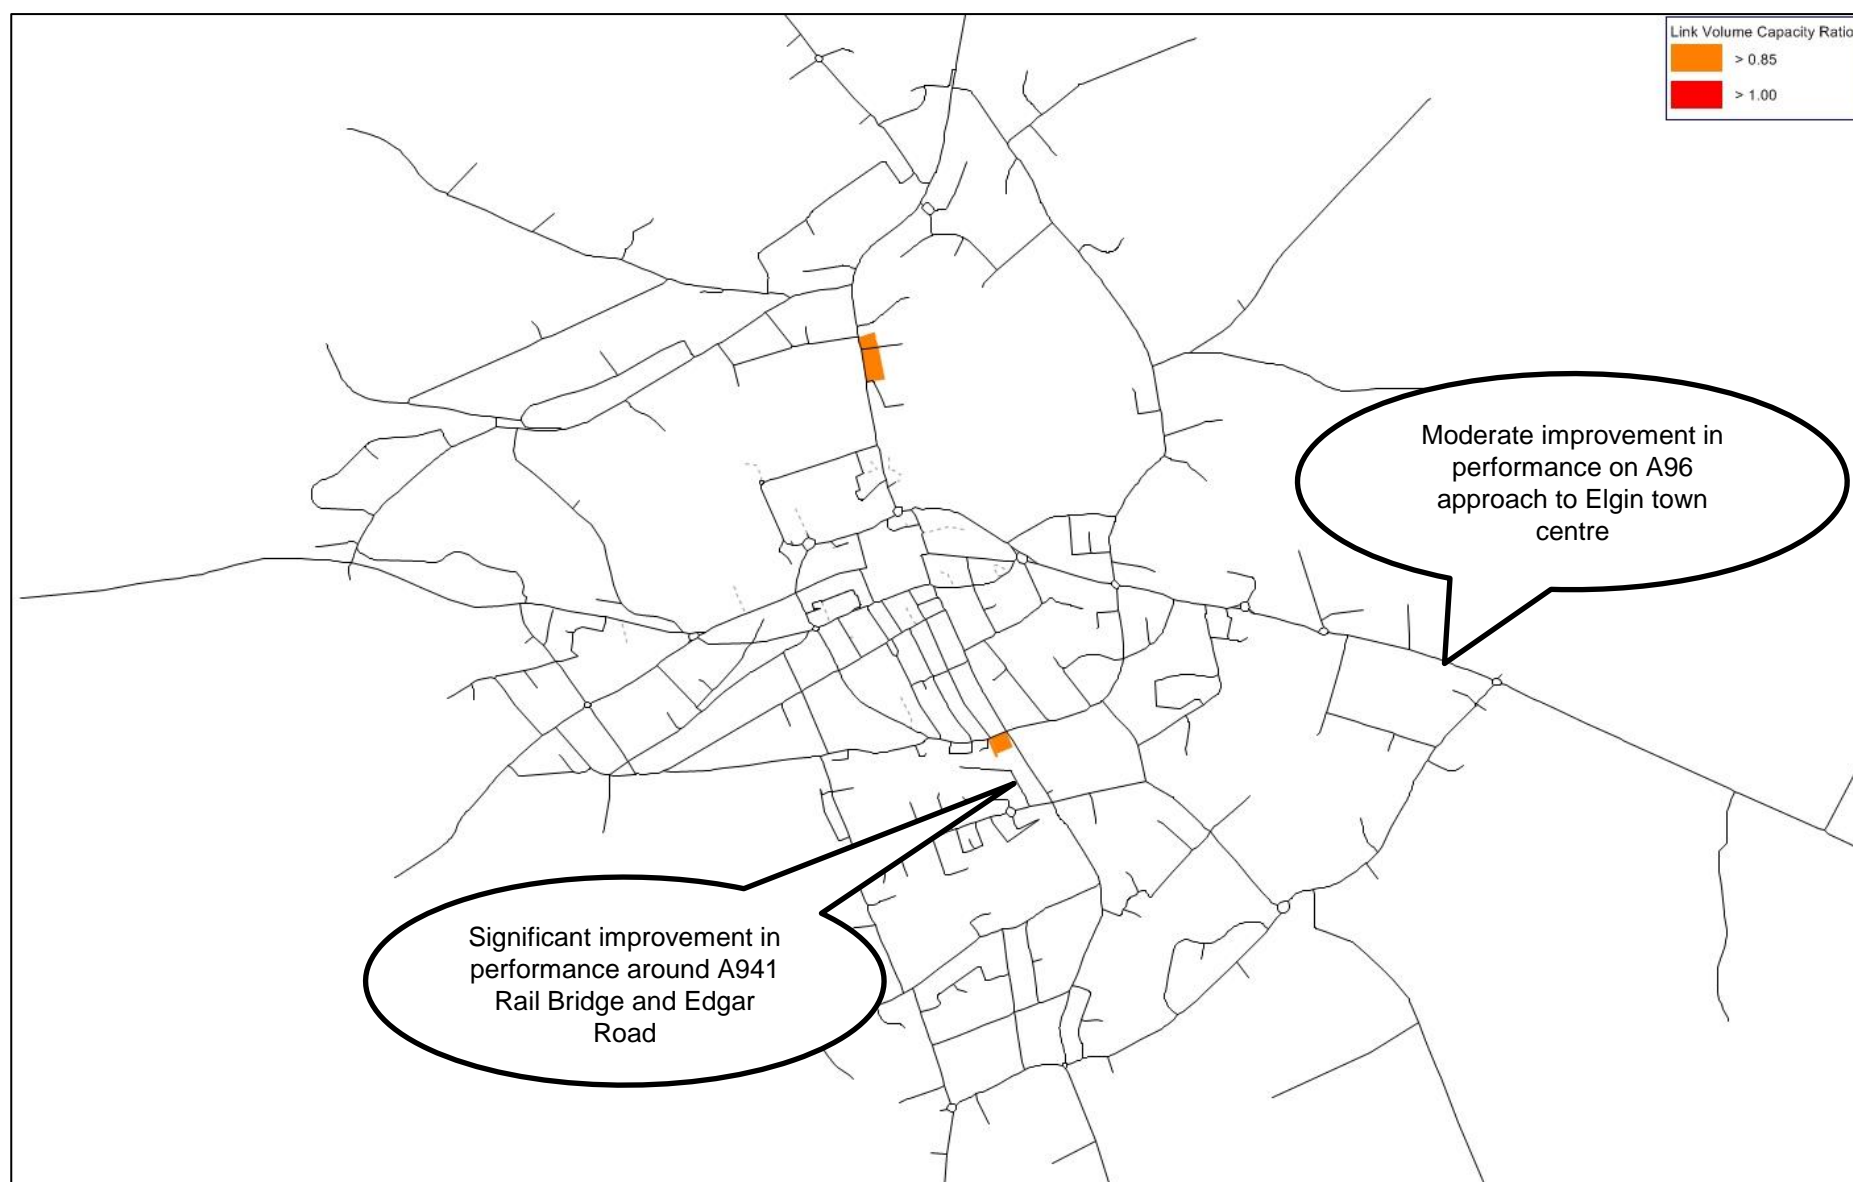 Link Volume Capacity Ratio
> 0.85
> 1.00
Moderate improvement in
performance on A96
approach to Elgin town
centre
Significant improvement in
performance around A941
Rail Bridge and Edgar
Road